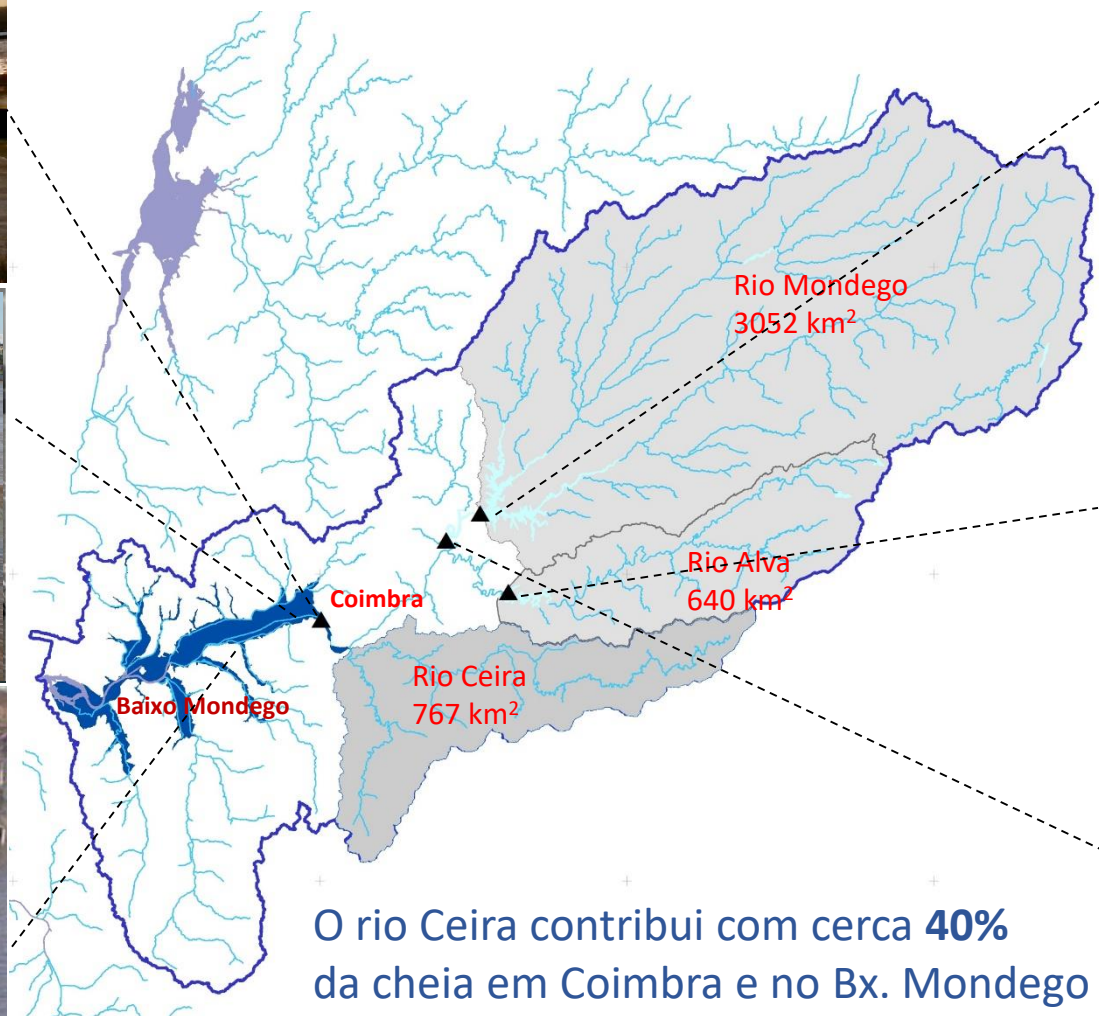 Rio Mondego
3052 km²
Rio Alva
640 km²
Coimbra
Rio Ceira
767 km²
Baixo Mondego
O rio Ceira contribui com cerca 40%
da cheia em Coimbra e no Bx. Mondego